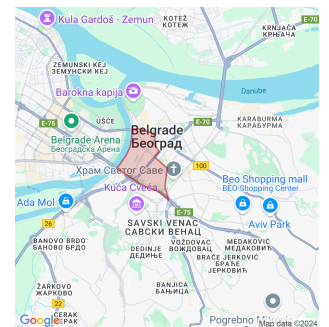 Kula Gardoš - Zemun
КОТЕЖ
КОТЕЖ
E-70
KRNJAČA
КРЊАЧА
ZEMUNSKI KEJ
ЗЕМУНСКИ КЕЈ
Barokna kapija
Danube
UŠĆE
E-75
E-70
KARABURMA
КАРАБУРМА
Belgrade
Београд
Belgrade Arena
Београдска Арена
Храм Светог Саве
100
Kuća Cveća
Beo Shopping mall
BEO Shopping Center
Ada Mol
E-75
Aviv Park
SAVSKI VENAC
САВСКИ ВЕНАЦ
BANOVO BRDO
БАНОВО БРДО
DEDINJE
ДЕДИЊЕ
VOŽDOVAC
ВОЖДОВАЦ
MEDAKOVIĆ
МЕДАКОВИЋ
BRAĆE JERKOVIĆ
БРАЋЕ
ЈЕРКОВИЋ
ŽARKOVO
ЖАРКОВО
BANJICA
БАЊИЦА
22
CERAK
ЦЕРАК
Pogrebno
Google
Map data ©2024